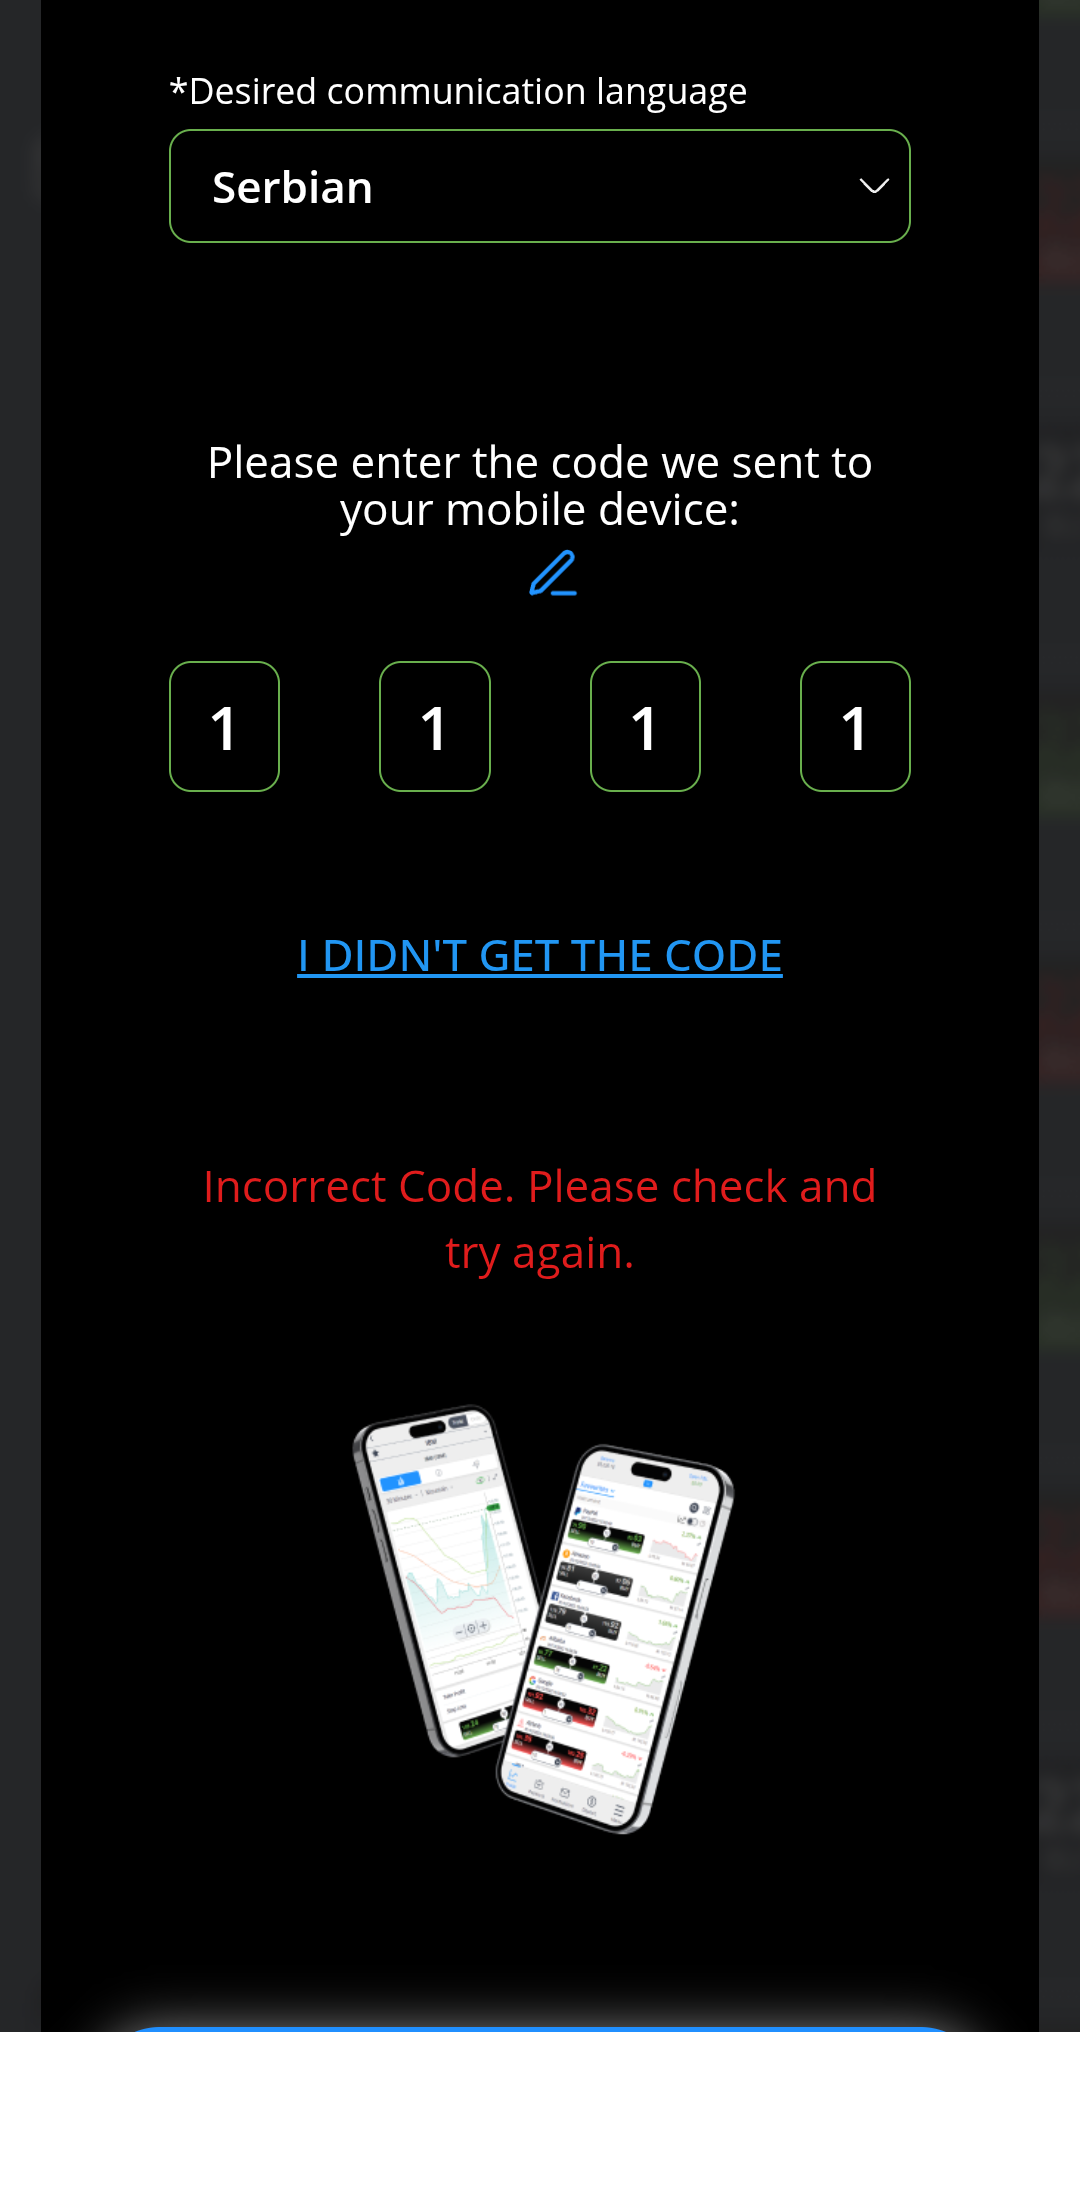 *Desired communication language
Serbian
Please enter the code we sent to
your mobile device:
1 1 1 1
I DIDN'T GET THE CODE
Incorrect Code. Please check and
try again.